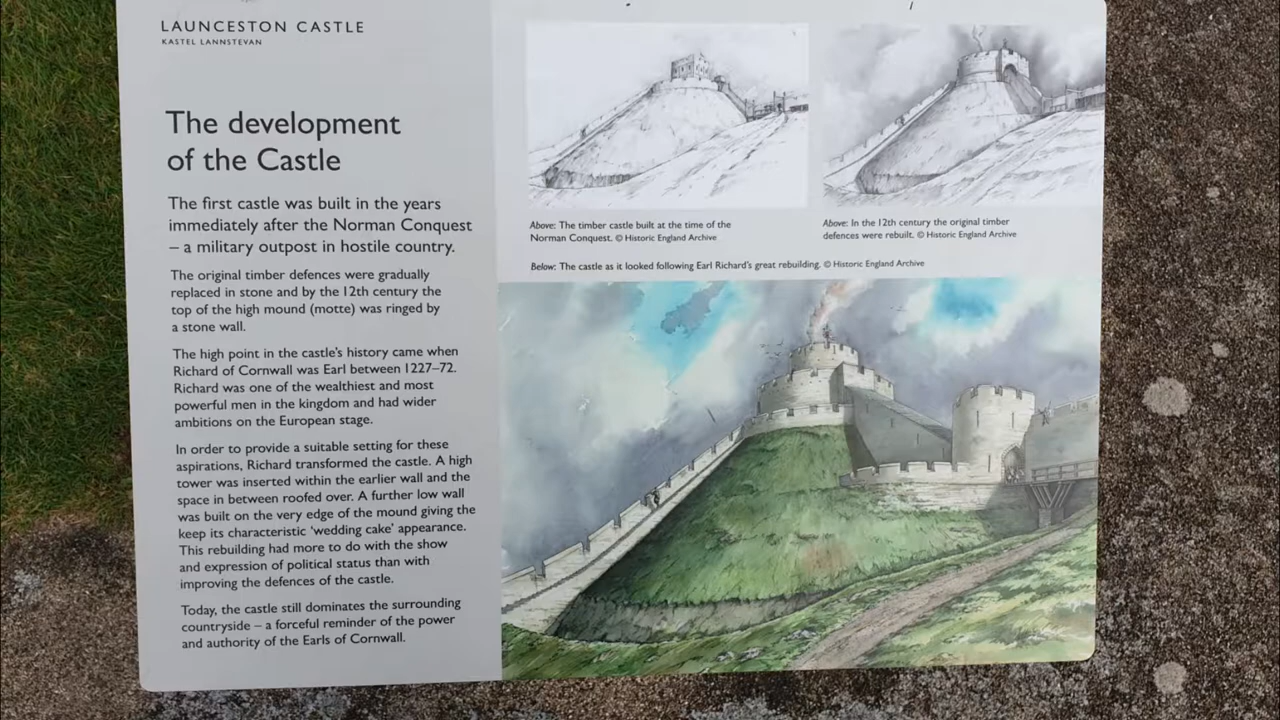 LAUNCESTON CASTLE
KASTEL LANNSTEVAN
The development
of the Castle
The first castle was built in the years
immediately after the Norman Conquest
– a military outpost in hostile country.
The original timber defences were gradually
replaced in stone and by the 12th century the
top of the high mound (motte) was ringed by
a stone wall.
The high point in the castle's history came when
Richard of Cornwall was Earl between 1227–72.
Richard was one of the wealthiest and most
powerful men in the kingdom and had wider
ambitions on the European stage.
In order to provide a suitable setting for these
aspirations, Richard transformed the castle. A high
tower was inserted within the earlier wall and the
space in between roofed over. A further low wall
was built on the very edge of the mound giving the
keep its characteristic 'wedding cake' appearance.
This rebuilding had more to do with the show
and expression of political status than with
improving the defences of the castle.
Today, the castle still dominates the surrounding
countryside – a forceful reminder of the power
and authority of the Earls of Cornwall.
Above: The timber castle built at the time of the
Norman Conquest. © Historic England Archive
Above: In the 12th century the original timber
defences were rebuilt. © Historic England Archive
Below: The castle as it looked following Earl Richard's great rebuilding. © Historic England Archive